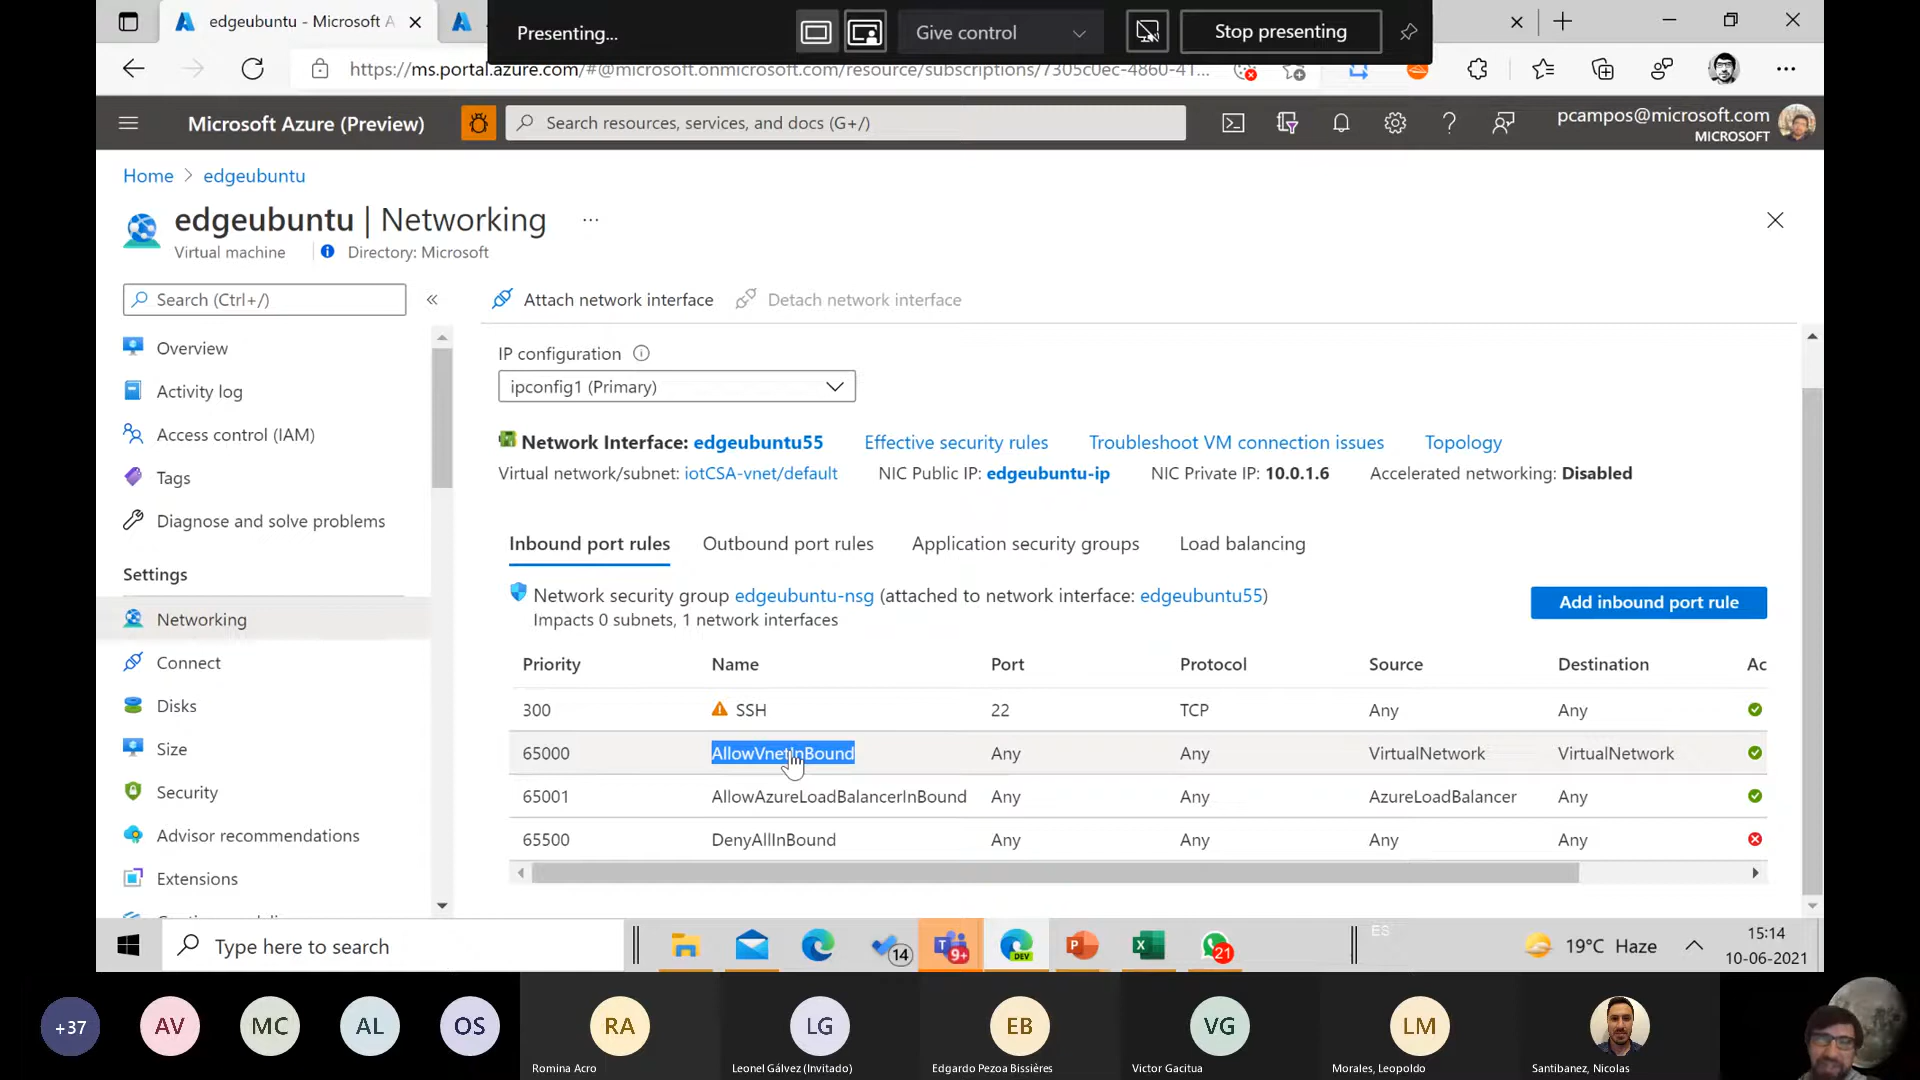 edgeubuntu - Microsoft A
Presenting...
Give control
Stop presenting
https://ms.portal.azure.com/#@microsoft.onmicrosoft.com/resource/subscriptions/7305c0ec-4860-41...
Microsoft Azure (Preview)
Search resources, services, and docs (G+/)
pcampos@microsoft.com
MICROSOFT
Home > edgeubuntu
edgeubuntu | Networking ...
Virtual machine
Directory: Microsoft
Search (Ctrl+/)
«
Attach network interface
Detach network interface
Overview
Activity log
Access control (IAM)
Tags
Diagnose and solve problems
Settings
Networking
Connect
Disks
Size
Security
Advisor recommendations
Extensions
IP configuration
ipconfig1 (Primary)
Network Interface: edgeubuntu55
Effective security rules
Troubleshoot VM connection issues
Topology
Virtual network/subnet: iotCSA-vnet/default
NIC Public IP: edgeubuntu-ip
NIC Private IP: 10.0.1.6
Accelerated networking: Disabled
Inbound port rules
Outbound port rules
Application security groups
Load balancing
Network security group edgeubuntu-nsg (attached to network interface: edgeubuntu55)
Impacts 0 subnets, 1 network interfaces
Add inbound port rule
Priority Name Port Protocol Source Destination Ac
300 SSH 22 TCP Any Any
65000 AllowVnetInBound Any Any VirtualNetwork VirtualNetwork
65001 AllowAzureLoadBalancerInBound Any Any AzureLoadBalancer Any
65500 DenyAllInBound Any Any Any Any
Type here to search
14
9+
DEV
21
ES
19°C Haze
15:14
10-06-2021
+37
AV
MC
AL
OS
RA
LG
EB
VG
LM
Romina Acro
Leonel Gálvez (Invitado)
Edgardo Pezoa Bissières
Victor Gacitua
Morales, Leopoldo
Santibanez, Nicolas